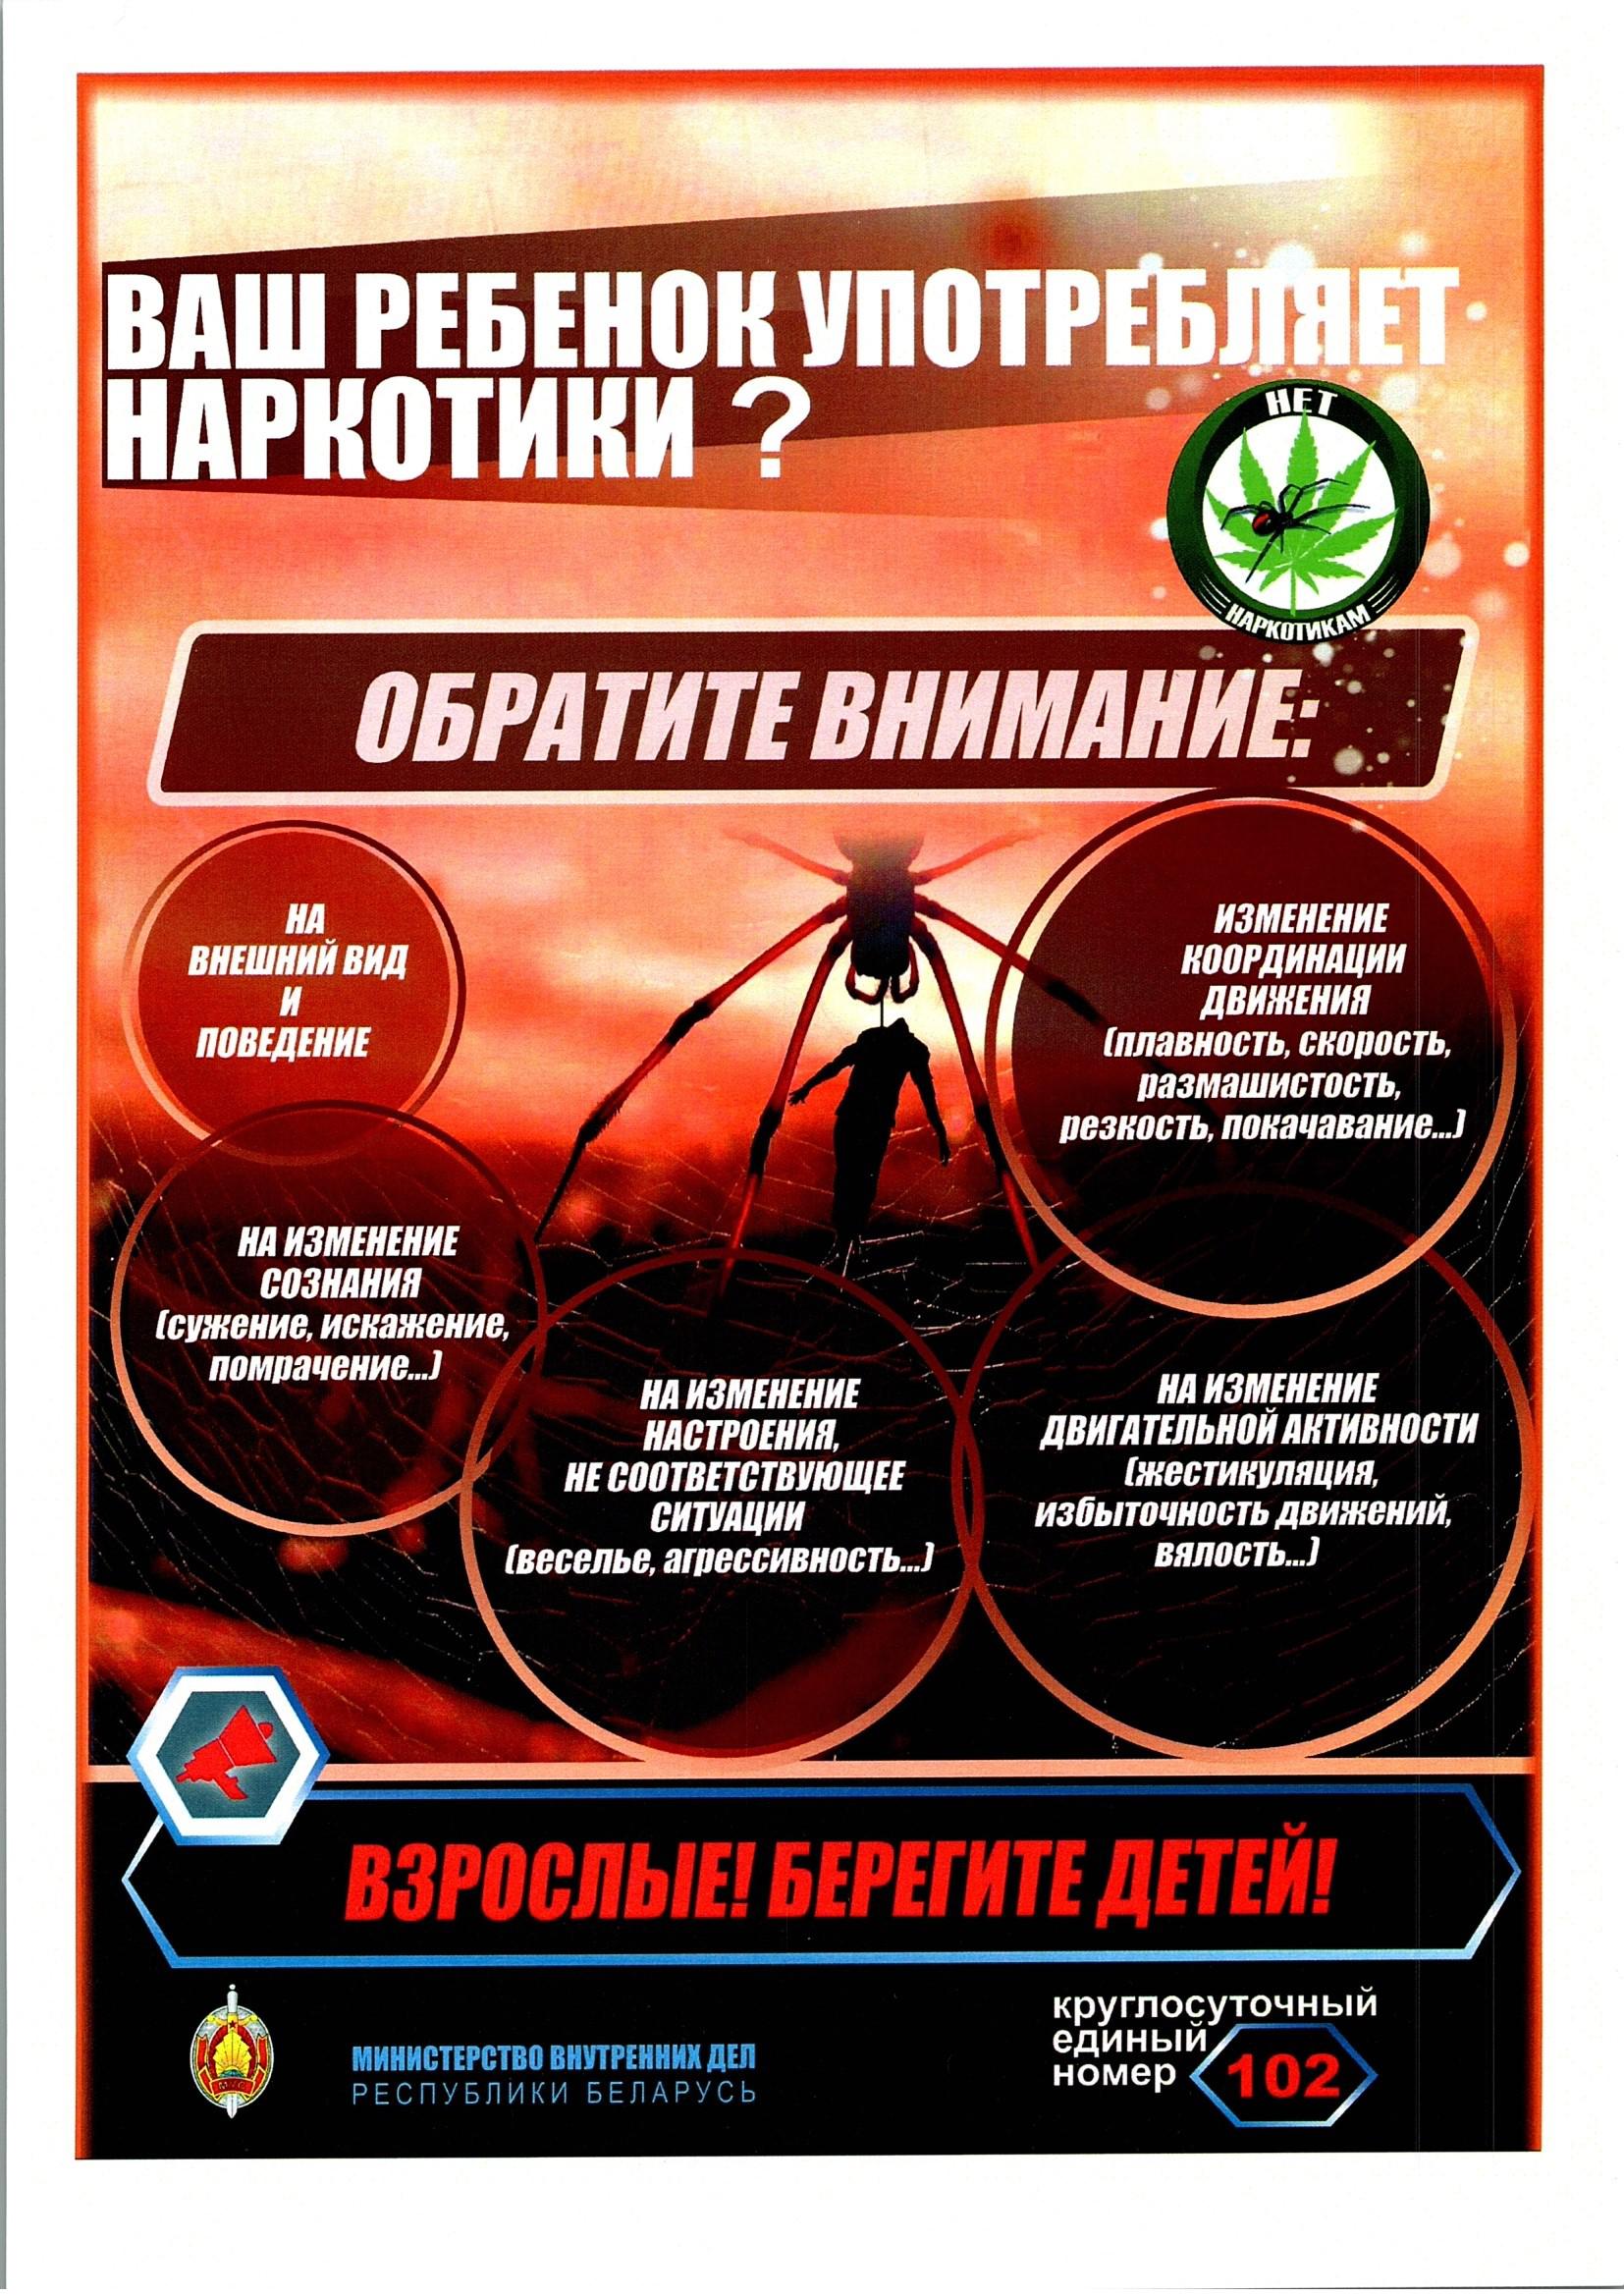 ВАШ РЕБЕНОК УПОТРЕБЛЯЕТ
НАРКОТИКИ ?
НЕТ
НАРКОТИКАМ
ОБРАТИТЕ ВНИМАНИЕ:
НА
ВНЕШНИЙ ВИД
И
ПОВЕДЕНИЕ
ИЗМЕНЕНИЕ
КООРДИНАЦИИ
ДВИЖЕНИЯ
(плавность, скорость,
размашистость,
резкость, покачавание...)
НА ИЗМЕНЕНИЕ
СОЗНАНИЯ
(сужение, искажение,
помрачение...)
НА ИЗМЕНЕНИЕ
НАСТРОЕНИЯ,
НЕ СООТВЕТСТВУЮЩЕЕ
СИТУАЦИИ
(веселье, агрессивность...)
НА ИЗМЕНЕНИЕ
ДВИГАТЕЛЬНОЙ АКТИВНОСТИ
(жестикуляция,
избыточность движений,
вялость...)
ВЗРОСЛЫЕ! БЕРЕГИТЕ ДЕТЕЙ!
МИНИСТЕРСТВО ВНУТРЕННИХ ДЕЛ
РЕСПУБЛИКИ БЕЛАРУСЬ
круглосуточный
единый
номер 102